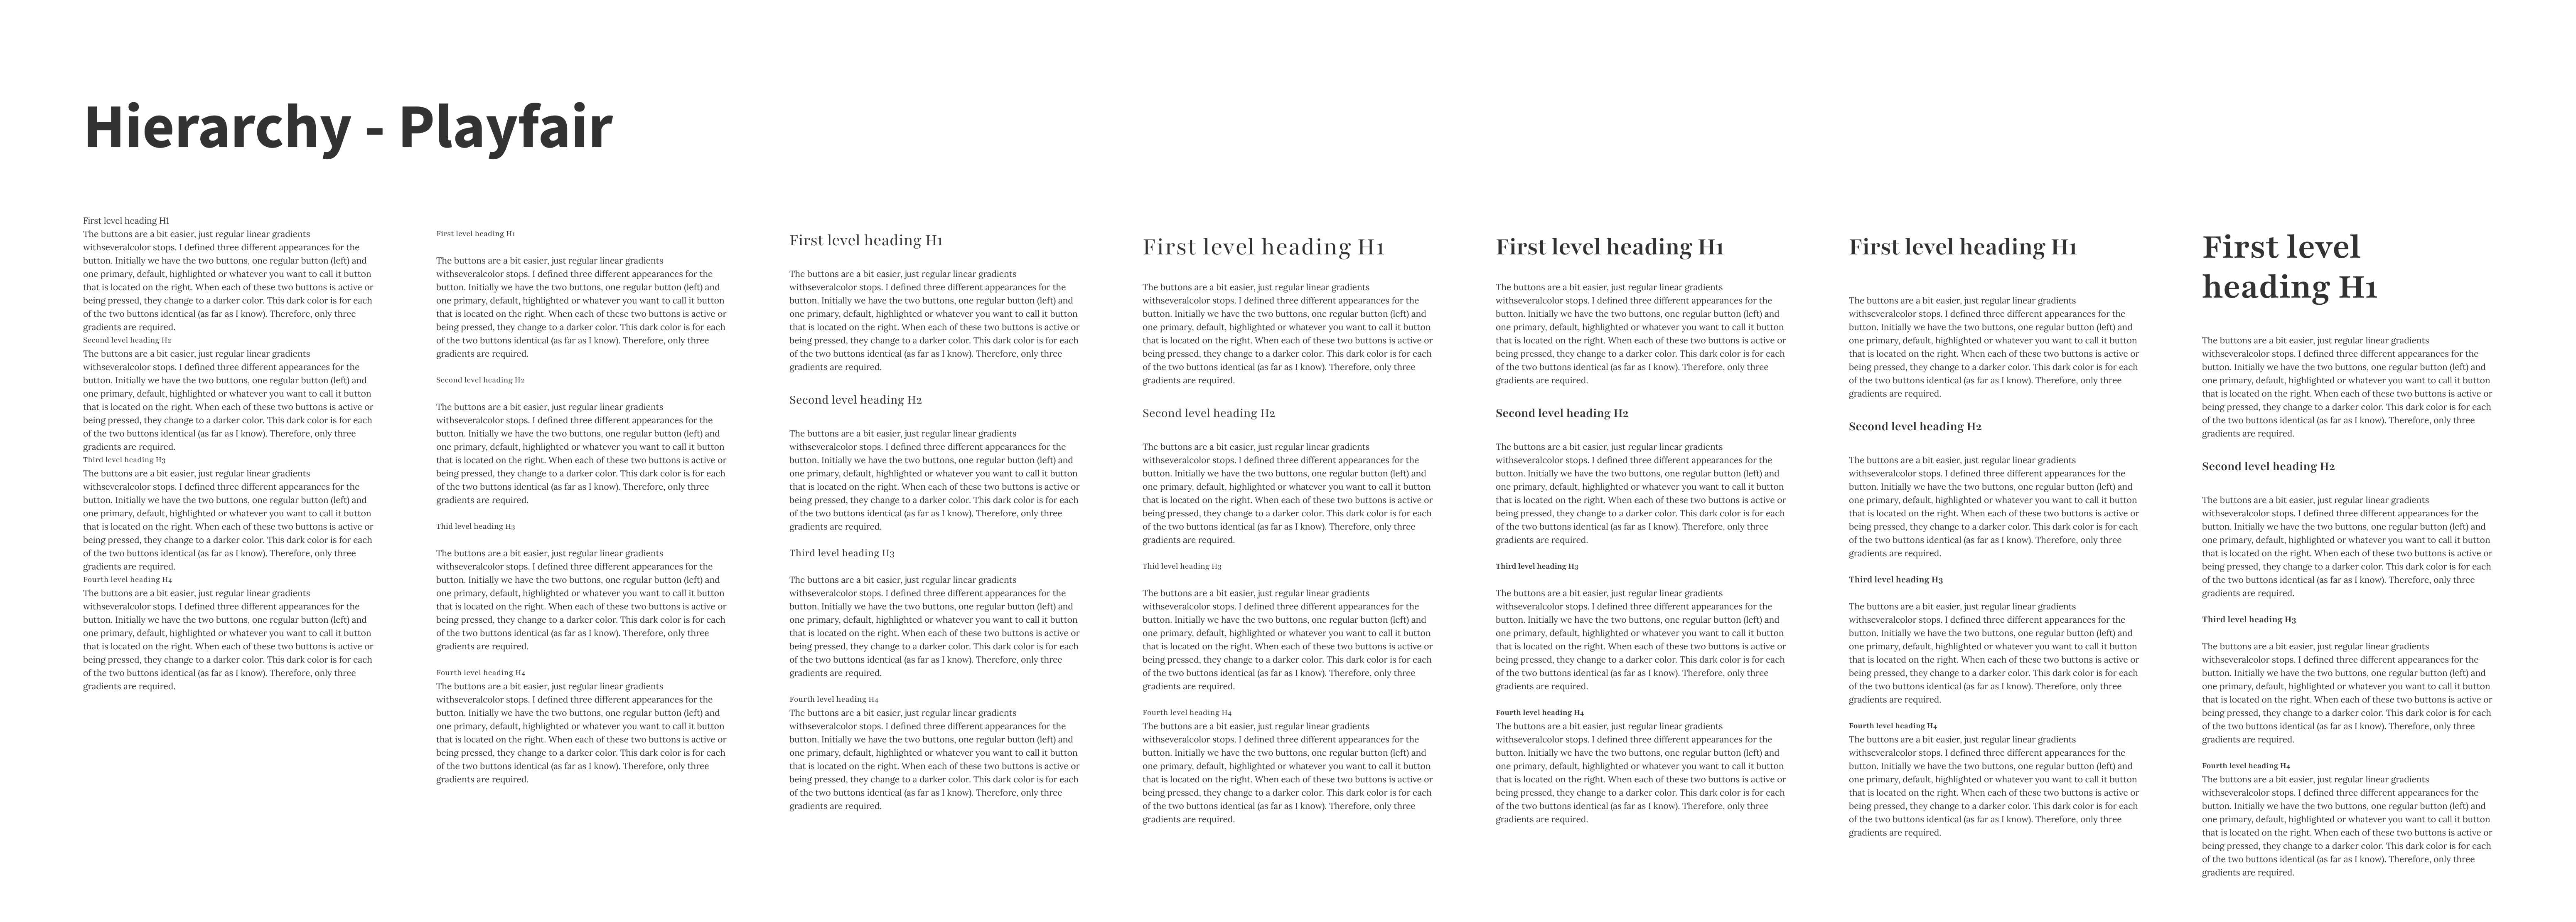 Hierarchy - Playfair
First level heading H1
The buttons are a bit easier, just regular linear gradients
withseveralcolor stops. I defined three different appearances for the
button. Initially we have the two buttons, one regular button (left) and
one primary, default, highlighted or whatever you want to call it button
that is located on the right. When each of these two buttons is active or
being pressed, they change to a darker color. This dark color is for each
of the two buttons identical (as far as I know). Therefore, only three
gradients are required.
Second level heading H2
The buttons are a bit easier, just regular linear gradients
withseveralcolor stops. I defined three different appearances for the
button. Initially we have the two buttons, one regular button (left) and
one primary, default, highlighted or whatever you want to call it button
that is located on the right. When each of these two buttons is active or
being pressed, they change to a darker color. This dark color is for each
of the two buttons identical (as far as I know). Therefore, only three
gradients are required.
Third level heading H3
The buttons are a bit easier, just regular linear gradients
withseveralcolor stops. I defined three different appearances for the
button. Initially we have the two buttons, one regular button (left) and
one primary, default, highlighted or whatever you want to call it button
that is located on the right. When each of these two buttons is active or
being pressed, they change to a darker color. This dark color is for each
of the two buttons identical (as far as I know). Therefore, only three
gradients are required.
Fourth level heading H4
The buttons are a bit easier, just regular linear gradients
withseveralcolor stops. I defined three different appearances for the
button. Initially we have the two buttons, one regular button (left) and
one primary, default, highlighted or whatever you want to call it button
that is located on the right. When each of these two buttons is active or
being pressed, they change to a darker color. This dark color is for each
of the two buttons identical (as far as I know). Therefore, only three
gradients are required.
First level heading H1
The buttons are a bit easier, just regular linear gradients
withseveralcolor stops. I defined three different appearances for the
button. Initially we have the two buttons, one regular button (left) and
one primary, default, highlighted or whatever you want to call it button
that is located on the right. When each of these two buttons is active or
being pressed, they change to a darker color. This dark color is for each
of the two buttons identical (as far as I know). Therefore, only three
gradients are required.
Second level heading H2
The buttons are a bit easier, just regular linear gradients
withseveralcolor stops. I defined three different appearances for the
button. Initially we have the two buttons, one regular button (left) and
one primary, default, highlighted or whatever you want to call it button
that is located on the right. When each of these two buttons is active or
being pressed, they change to a darker color. This dark color is for each
of the two buttons identical (as far as I know). Therefore, only three
gradients are required.
Thid level heading H3
The buttons are a bit easier, just regular linear gradients
withseveralcolor stops. I defined three different appearances for the
button. Initially we have the two buttons, one regular button (left) and
one primary, default, highlighted or whatever you want to call it button
that is located on the right. When each of these two buttons is active or
being pressed, they change to a darker color. This dark color is for each
of the two buttons identical (as far as I know). Therefore, only three
gradients are required.
Fourth level heading H4
The buttons are a bit easier, just regular linear gradients
withseveralcolor stops. I defined three different appearances for the
button. Initially we have the two buttons, one regular button (left) and
one primary, default, highlighted or whatever you want to call it button
that is located on the right. When each of these two buttons is active or
being pressed, they change to a darker color. This dark color is for each
of the two buttons identical (as far as I know). Therefore, only three
gradients are required.
First level heading H1
The buttons are a bit easier, just regular linear gradients
withseveralcolor stops. I defined three different appearances for the
button. Initially we have the two buttons, one regular button (left) and
one primary, default, highlighted or whatever you want to call it button
that is located on the right. When each of these two buttons is active or
being pressed, they change to a darker color. This dark color is for each
of the two buttons identical (as far as I know). Therefore, only three
gradients are required.
Second level heading H2
The buttons are a bit easier, just regular linear gradients
withseveralcolor stops. I defined three different appearances for the
button. Initially we have the two buttons, one regular button (left) and
one primary, default, highlighted or whatever you want to call it button
that is located on the right. When each of these two buttons is active or
being pressed, they change to a darker color. This dark color is for each
of the two buttons identical (as far as I know). Therefore, only three
gradients are required.
Third level heading H3
The buttons are a bit easier, just regular linear gradients
withseveralcolor stops. I defined three different appearances for the
button. Initially we have the two buttons, one regular button (left) and
one primary, default, highlighted or whatever you want to call it button
that is located on the right. When each of these two buttons is active or
being pressed, they change to a darker color. This dark color is for each
of the two buttons identical (as far as I know). Therefore, only three
gradients are required.
Fourth level heading H4
The buttons are a bit easier, just regular linear gradients
withseveralcolor stops. I defined three different appearances for the
button. Initially we have the two buttons, one regular button (left) and
one primary, default, highlighted or whatever you want to call it button
that is located on the right. When each of these two buttons is active or
being pressed, they change to a darker color. This dark color is for each
of the two buttons identical (as far as I know). Therefore, only three
gradients are required.
First level heading H1
The buttons are a bit easier, just regular linear gradients
withseveralcolor stops. I defined three different appearances for the
button. Initially we have the two buttons, one regular button (left) and
one primary, default, highlighted or whatever you want to call it button
that is located on the right. When each of these two buttons is active or
being pressed, they change to a darker color. This dark color is for each
of the two buttons identical (as far as I know). Therefore, only three
gradients are required.
Second level heading H2
The buttons are a bit easier, just regular linear gradients
withseveralcolor stops. I defined three different appearances for the
button. Initially we have the two buttons, one regular button (left) and
one primary, default, highlighted or whatever you want to call it button
that is located on the right. When each of these two buttons is active or
being pressed, they change to a darker color. This dark color is for each
of the two buttons identical (as far as I know). Therefore, only three
gradients are required.
Thid level heading H3
The buttons are a bit easier, just regular linear gradients
withseveralcolor stops. I defined three different appearances for the
button. Initially we have the two buttons, one regular button (left) and
one primary, default, highlighted or whatever you want to call it button
that is located on the right. When each of these two buttons is active or
being pressed, they change to a darker color. This dark color is for each
of the two buttons identical (as far as I know). Therefore, only three
gradients are required.
Fourth level heading H4
The buttons are a bit easier, just regular linear gradients
withseveralcolor stops. I defined three different appearances for the
button. Initially we have the two buttons, one regular button (left) and
one primary, default, highlighted or whatever you want to call it button
that is located on the right. When each of these two buttons is active or
being pressed, they change to a darker color. This dark color is for each
of the two buttons identical (as far as I know). Therefore, only three
gradients are required.
First level heading H1
The buttons are a bit easier, just regular linear gradients
withseveralcolor stops. I defined three different appearances for the
button. Initially we have the two buttons, one regular button (left) and
one primary, default, highlighted or whatever you want to call it button
that is located on the right. When each of these two buttons is active or
being pressed, they change to a darker color. This dark color is for each
of the two buttons identical (as far as I know). Therefore, only three
gradients are required.
Second level heading H2
The buttons are a bit easier, just regular linear gradients
withseveralcolor stops. I defined three different appearances for the
button. Initially we have the two buttons, one regular button (left) and
one primary, default, highlighted or whatever you want to call it button
that is located on the right. When each of these two buttons is active or
being pressed, they change to a darker color. This dark color is for each
of the two buttons identical (as far as I know). Therefore, only three
gradients are required.
Third level heading H3
The buttons are a bit easier, just regular linear gradients
withseveralcolor stops. I defined three different appearances for the
button. Initially we have the two buttons, one regular button (left) and
one primary, default, highlighted or whatever you want to call it button
that is located on the right. When each of these two buttons is active or
being pressed, they change to a darker color. This dark color is for each
of the two buttons identical (as far as I know). Therefore, only three
gradients are required.
Fourth level heading H4
The buttons are a bit easier, just regular linear gradients
withseveralcolor stops. I defined three different appearances for the
button. Initially we have the two buttons, one regular button (left) and
one primary, default, highlighted or whatever you want to call it button
that is located on the right. When each of these two buttons is active or
being pressed, they change to a darker color. This dark color is for each
of the two buttons identical (as far as I know). Therefore, only three
gradients are required.
First level heading H1
The buttons are a bit easier, just regular linear gradients
withseveralcolor stops. I defined three different appearances for the
button. Initially we have the two buttons, one regular button (left) and
one primary, default, highlighted or whatever you want to call it button
that is located on the right. When each of these two buttons is active or
being pressed, they change to a darker color. This dark color is for each
of the two buttons identical (as far as I know). Therefore, only three
gradients are required.
Second level heading H2
The buttons are a bit easier, just regular linear gradients
withseveralcolor stops. I defined three different appearances for the
button. Initially we have the two buttons, one regular button (left) and
one primary, default, highlighted or whatever you want to call it button
that is located on the right. When each of these two buttons is active or
being pressed, they change to a darker color. This dark color is for each
of the two buttons identical (as far as I know). Therefore, only three
gradients are required.
Third level heading H3
The buttons are a bit easier, just regular linear gradients
withseveralcolor stops. I defined three different appearances for the
button. Initially we have the two buttons, one regular button (left) and
one primary, default, highlighted or whatever you want to call it button
that is located on the right. When each of these two buttons is active or
being pressed, they change to a darker color. This dark color is for each
of the two buttons identical (as far as I know). Therefore, only three
gradients are required.
Fourth level heading H4
The buttons are a bit easier, just regular linear gradients
withseveralcolor stops. I defined three different appearances for the
button. Initially we have the two buttons, one regular button (left) and
one primary, default, highlighted or whatever you want to call it button
that is located on the right. When each of these two buttons is active or
being pressed, they change to a darker color. This dark color is for each
of the two buttons identical (as far as I know). Therefore, only three
gradients are required.
First level
heading H1
The buttons are a bit easier, just regular linear gradients
withseveralcolor stops. I defined three different appearances for the
button. Initially we have the two buttons, one regular button (left) and
one primary, default, highlighted or whatever you want to call it button
that is located on the right. When each of these two buttons is active or
being pressed, they change to a darker color. This dark color is for each
of the two buttons identical (as far as I know). Therefore, only three
gradients are required.
Second level heading H2
The buttons are a bit easier, just regular linear gradients
withseveralcolor stops. I defined three different appearances for the
button. Initially we have the two buttons, one regular button (left) and
one primary, default, highlighted or whatever you want to call it button
that is located on the right. When each of these two buttons is active or
being pressed, they change to a darker color. This dark color is for each
of the two buttons identical (as far as I know). Therefore, only three
gradients are required.
Third level heading H3
The buttons are a bit easier, just regular linear gradients
withseveralcolor stops. I defined three different appearances for the
button. Initially we have the two buttons, one regular button (left) and
one primary, default, highlighted or whatever you want to call it button
that is located on the right. When each of these two buttons is active or
being pressed, they change to a darker color. This dark color is for each
of the two buttons identical (as far as I know). Therefore, only three
gradients are required.
Fourth level heading H4
The buttons are a bit easier, just regular linear gradients
withseveralcolor stops. I defined three different appearances for the
button. Initially we have the two buttons, one regular button (left) and
one primary, default, highlighted or whatever you want to call it button
that is located on the right. When each of these two buttons is active or
being pressed, they change to a darker color. This dark color is for each
of the two buttons identical (as far as I know). Therefore, only three
gradients are required.